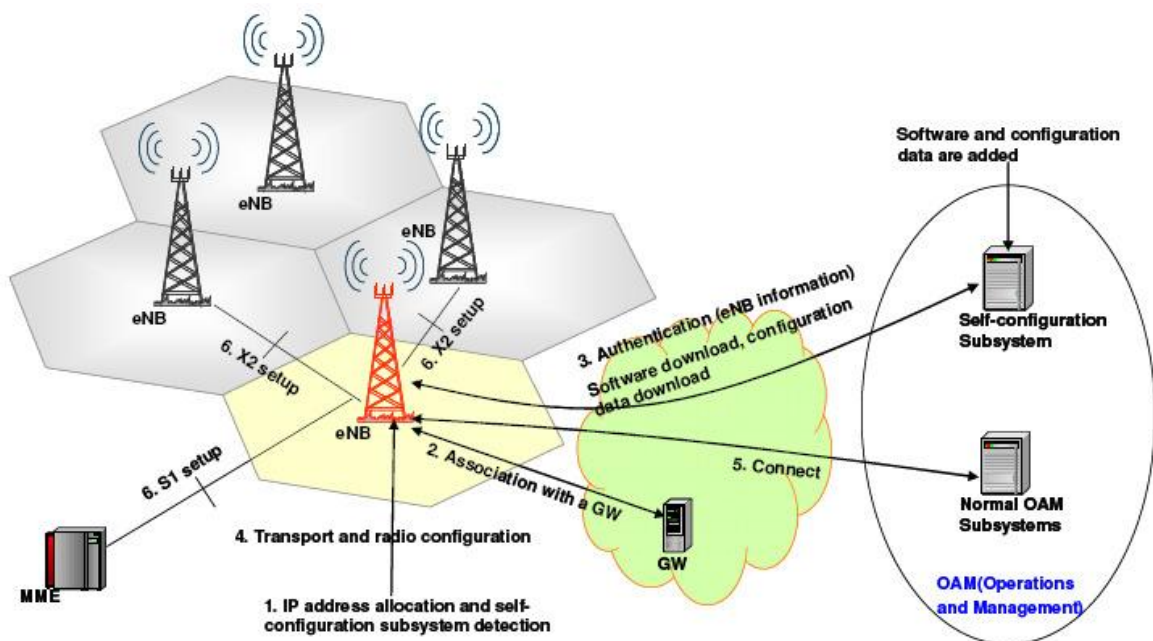 eNB
eNB
eNB
eNB
Software and configuration
data are added
Self-configuration
Subsystem
3. Authentication (eNB information)
Software download, configuration
data download
6. X2 setup
6. X2 setup
6. S1 setup
2. Association with a GW
5. Connect
Normal OAM
Subsystems
GW
4. Transport and radio configuration
MME
OAM(Operations
and Management)
1. IP address allocation and self-
configuration subsystem detection